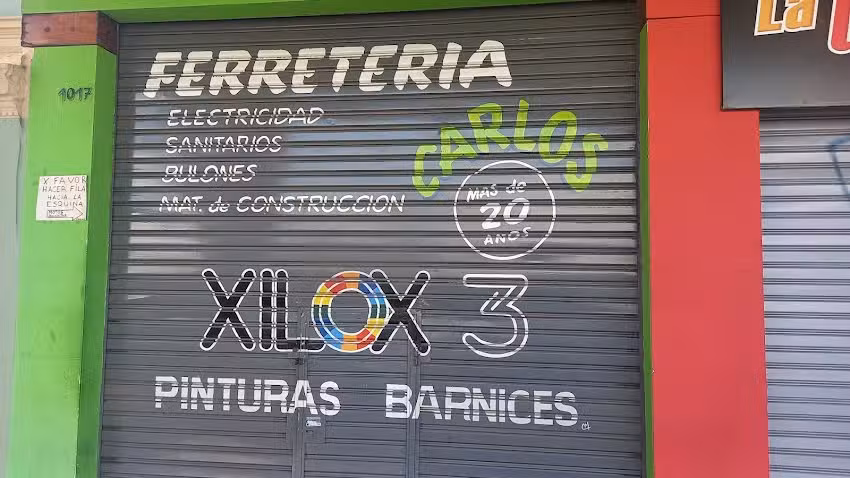 FERRETERIA
ELECTRICIDAD
SANITARIOS
BULONES
MAT. de CONSTRUCCION
CARLOS
MAS de
20
AÑOS
XILOX 3
PINTURAS BARNICES
1017
X FAVOR
HACER FILA
HACIA LA
ESQUINA
La